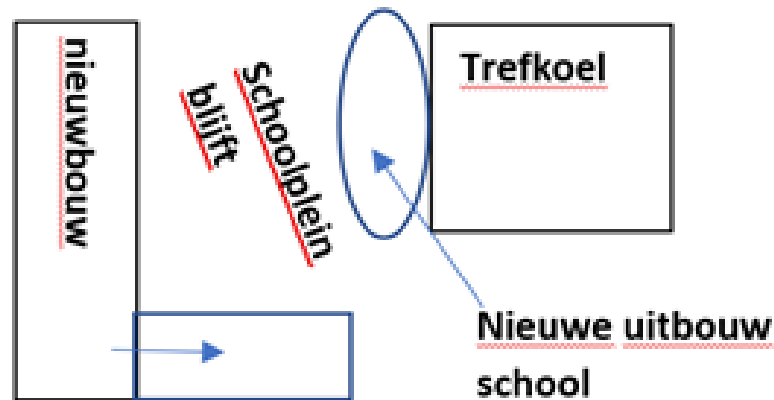 nieuwbouw
Schoolplein
blijft
Trefkoel
Nieuwe uitbouw
school